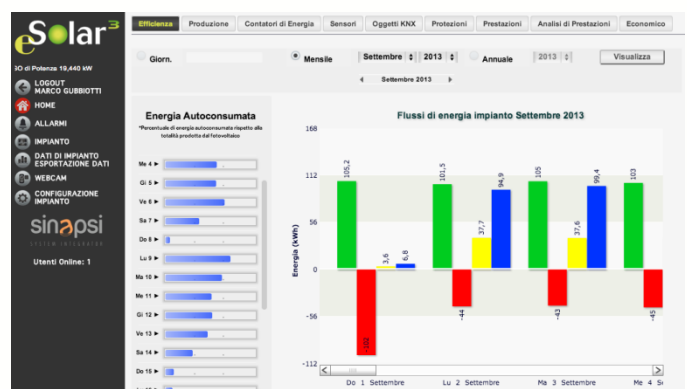 eSolar³
Efficienza
Produzione
Contatori di Energia
Sensori
Oggetti KNX
Protezioni
Prestazioni
Analisi di Prestazioni
Economico
Giorn.
Mensile
Settembre
2013
Annuale
2013
Visualizza
Settembre 2013
di Potenza 19,440 kW
LOGOUT
MARCO GUBBIOTTI
HOME
ALLARMI
IMPIANTO
DATI DI IMPIANTO
ESPORTAZIONE DATI
WEBCAM
CONFIGURAZIONE
IMPIANTO
sinapsi
SYSTEM INTEGRATOR
Utenti Online: 1
Energia Autoconsumata
*Percentuale di energia autoconsumata rispetto alla
totalità prodotta dal fotovoltaico
Me 4
Gi 5
Ve 6
Sa 7
Do 8
Lu 9
Ma 10
Me 11
Gi 12
Ve 13
Sa 14
Do 15
Flussi di energia impianto Settembre 2013
Energia (kWh)
168
112
56
0
-56
-112
105,2
-102
3,6
6,8
101,5
-44
37,7
94,9
105
-43
37,6
99,4
103
-45
Do 1 Settembre
Lu 2 Settembre
Ma 3 Settembre
Me 4